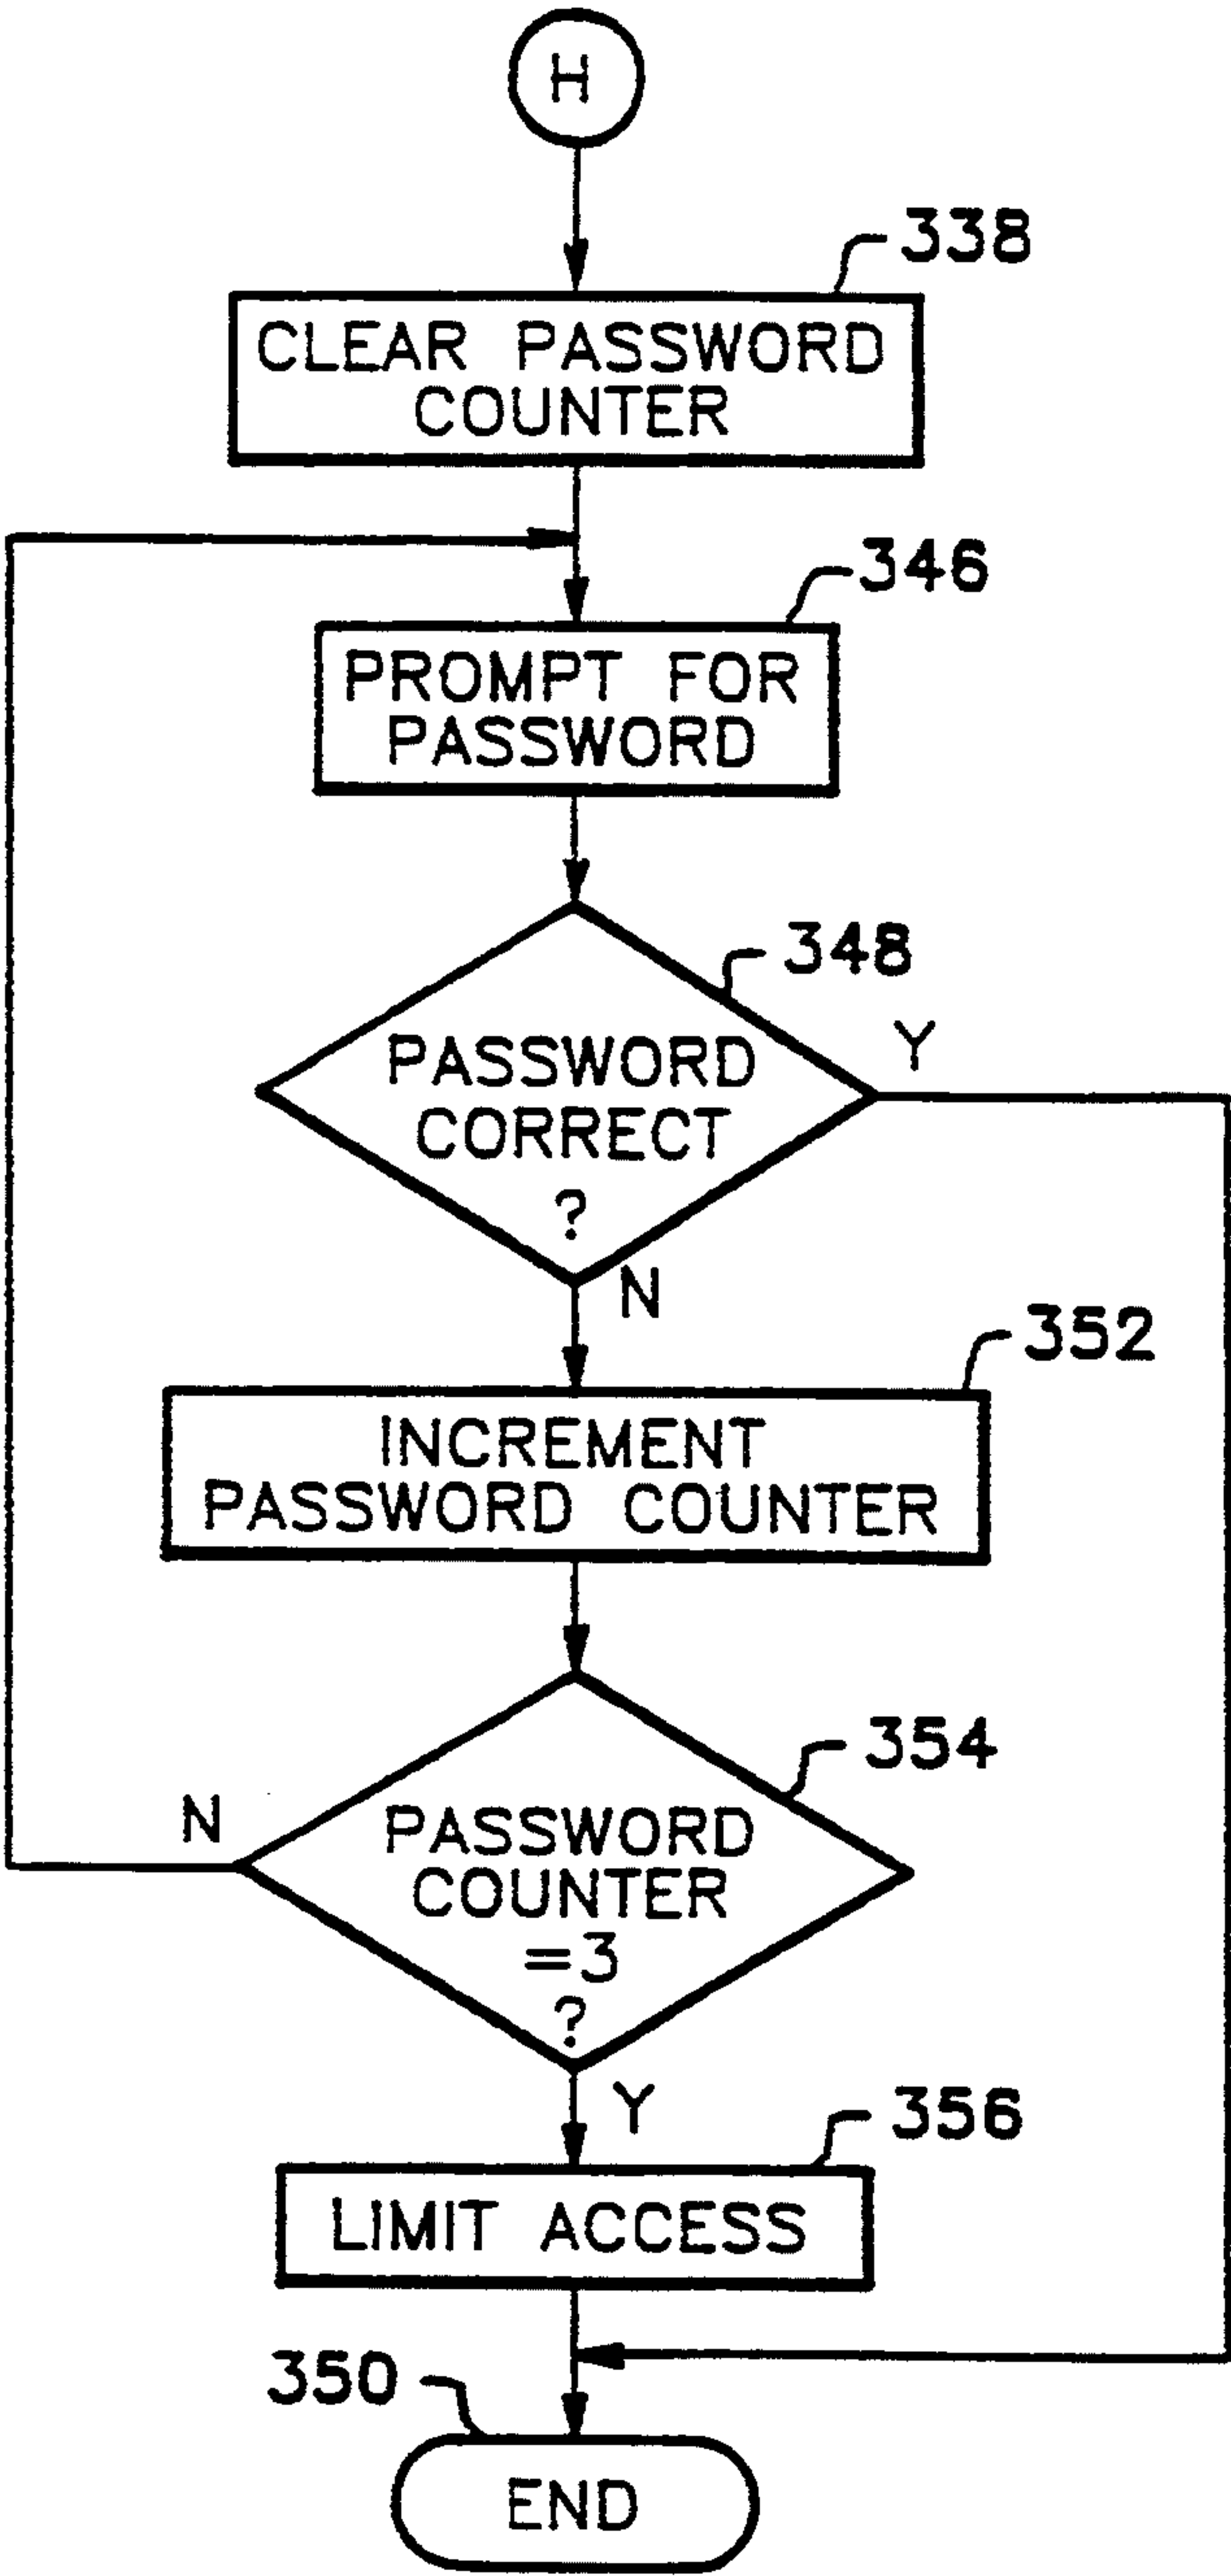 H
338
CLEAR PASSWORD
COUNTER
346
PROMPT FOR
PASSWORD
348
PASSWORD
CORRECT
?
Y
N
352
INCREMENT
PASSWORD COUNTER
354
N
PASSWORD
COUNTER
=3
?
Y
356
LIMIT ACCESS
350
END